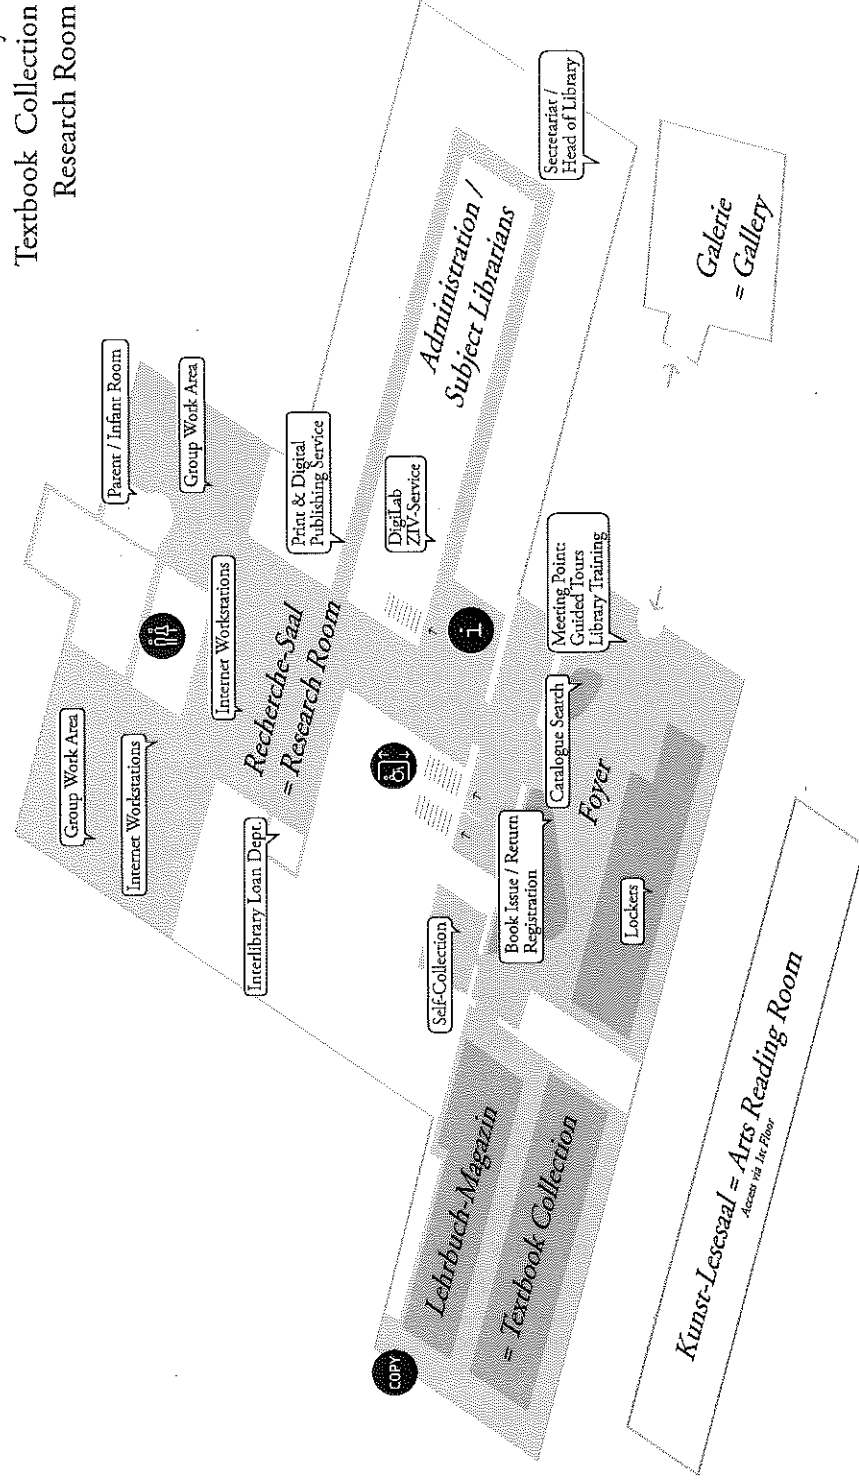 Textbook Collection
Research Room
Parent / Infant Room
Group Work Area
Group Work Area
Internet Workstations
Internet Workstations
Recherche-Saal
= Research Room
Print & Digital
Publishing Service
DigiLab
ZIV-Service
Administration /
Subject Librarians
Secretariat /
Head of Library
Interlibrary Loan Dept.
i
Self-Collection
Book Issue / Return
Registration
Catalogue Search
Meeting Point:
Guided Tours
Library Training
Foyer
Lockers
COPY
Lehrbuch-Magazin
= Textbook Collection
Galerie
= Gallery
Kunst-Lesesaal = Arts Reading Room
Access via 1st Floor